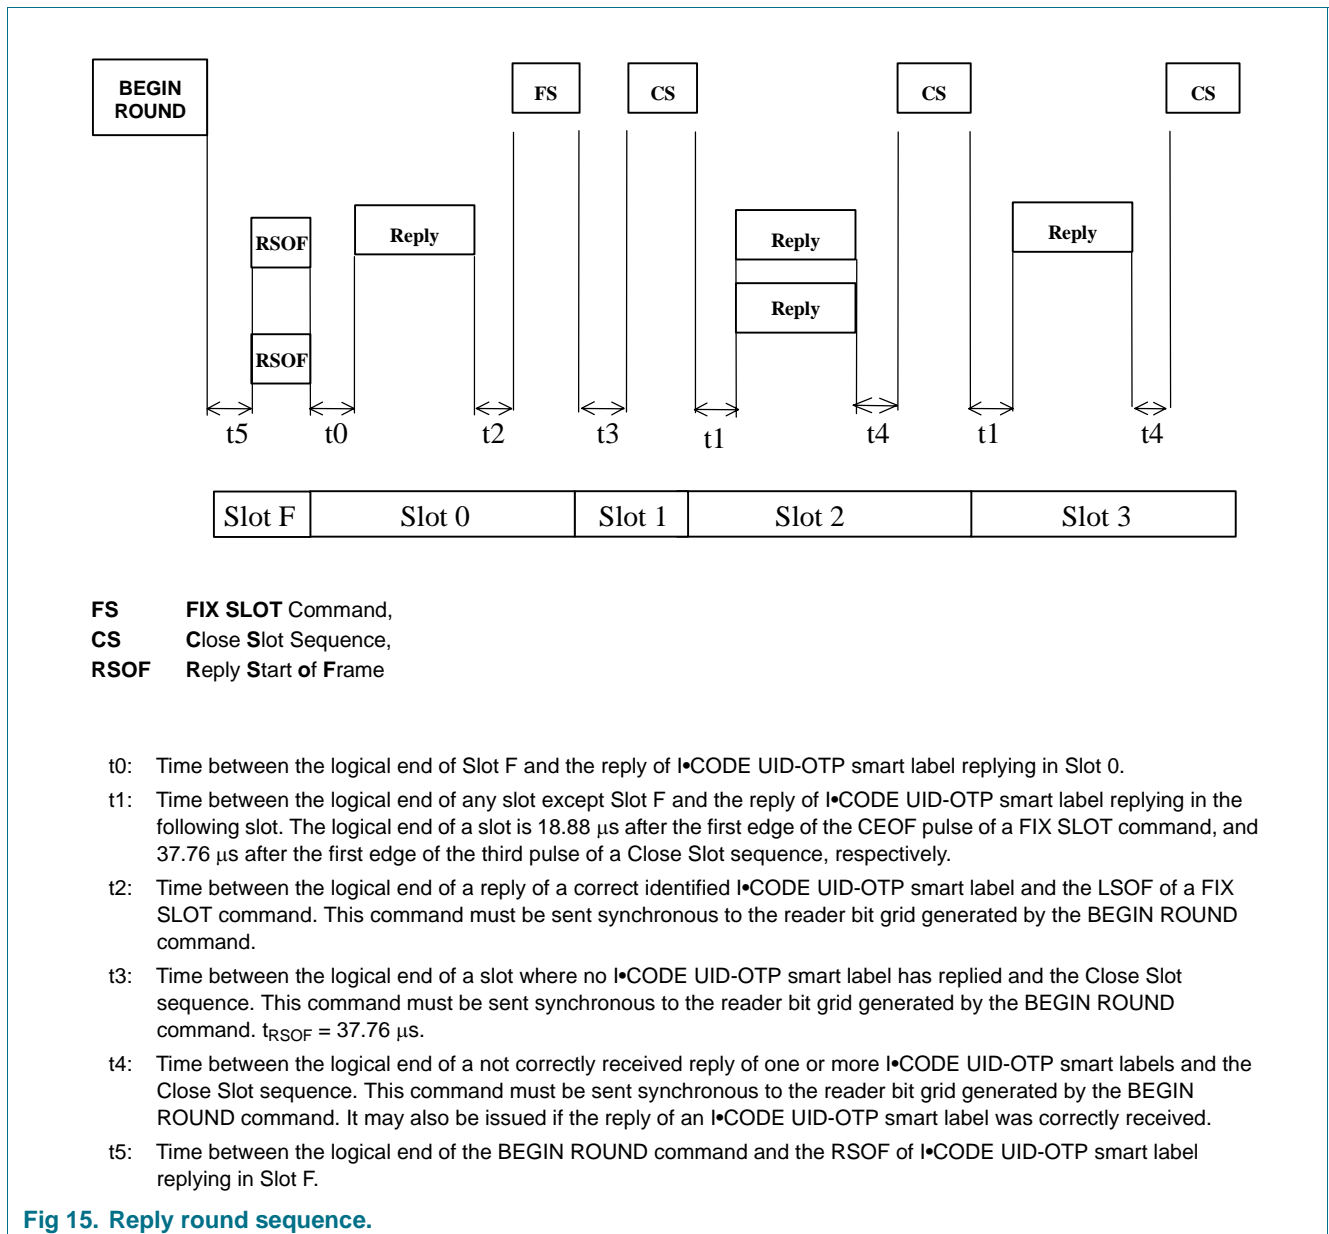 BEGIN
ROUND
FS
CS
CS
CS
RSOF
Reply
Reply
Reply
Reply
RSOF
t5
t0
t2
t3
t1
t4
t1
t4
Slot F
Slot 0
Slot 1
Slot 2
Slot 3
FS FIX SLOT Command,
CS Close Slot Sequence,
RSOF Reply Start of Frame
t0: Time between the logical end of Slot F and the reply of I•CODE UID-OTP smart label replying in Slot 0.
t1: Time between the logical end of any slot except Slot F and the reply of I•CODE UID-OTP smart label replying in the
following slot. The logical end of a slot is 18.88 μs after the first edge of the CEOF pulse of a FIX SLOT command, and
37.76 μs after the first edge of the third pulse of a Close Slot sequence, respectively.
t2: Time between the logical end of a reply of a correct identified I•CODE UID-OTP smart label and the LSOF of a FIX
SLOT command. This command must be sent synchronous to the reader bit grid generated by the BEGIN ROUND
command.
t3: Time between the logical end of a slot where no I•CODE UID-OTP smart label has replied and the Close Slot
sequence. This command must be sent synchronous to the reader bit grid generated by the BEGIN ROUND
command. tRSOF = 37.76 μs.
t4: Time between the logical end of a not correctly received reply of one or more I•CODE UID-OTP smart labels and the
Close Slot sequence. This command must be sent synchronous to the reader bit grid generated by the BEGIN
ROUND command. It may also be issued if the reply of an I•CODE UID-OTP smart label was correctly received.
t5: Time between the logical end of the BEGIN ROUND command and the RSOF of I•CODE UID-OTP smart label
replying in Slot F.
Fig 15. Reply round sequence.